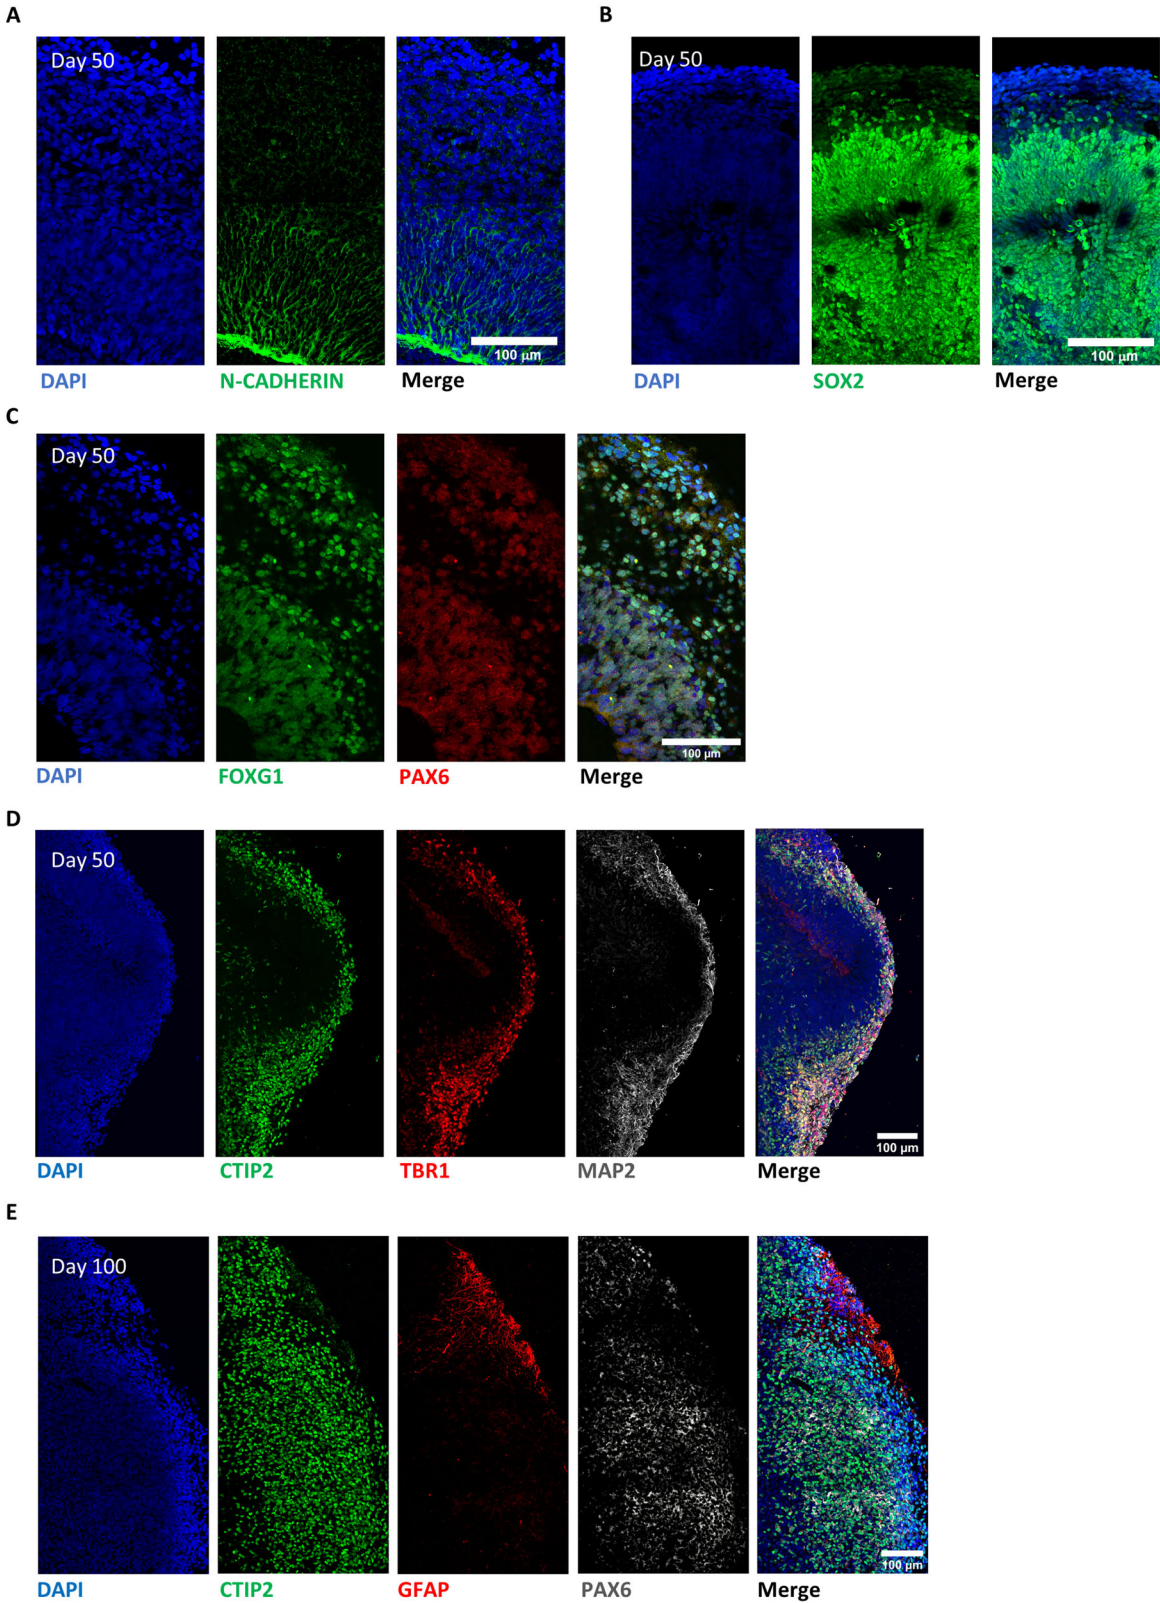 A
B
Day 50
100 µm
DAPI
N-CADHERIN
Merge
Day 50
100 µm
DAPI
SOX2
Merge
C
Day 50
100 µm
DAPI
FOXG1
PAX6
Merge
D
Day 50
100 µm
DAPI
CTIP2
TBR1
MAP2
Merge
E
Day 100
100 µm
DAPI
CTIP2
GFAP
PAX6
Merge